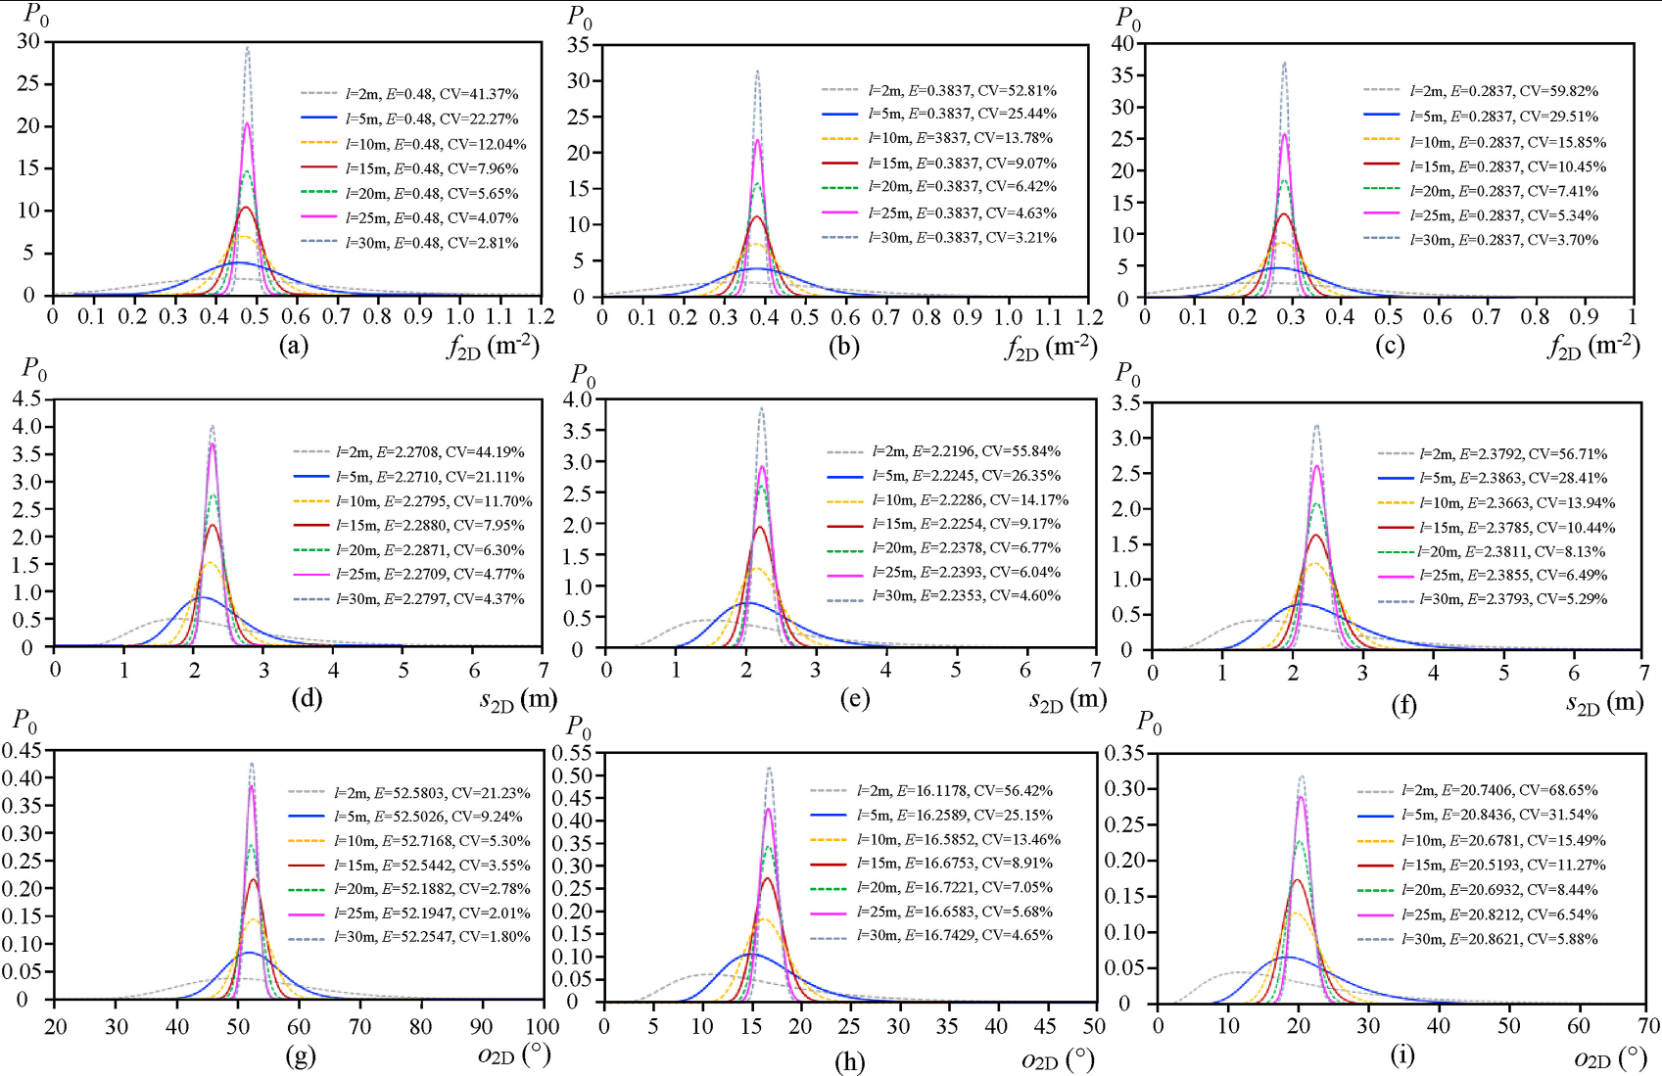 P0
30
25
20
15
10
5
0
l=2m, E=0.48, CV=41.37%
l=5m, E=0.48, CV=22.27%
l=10m, E=0.48, CV=12.04%
l=15m, E=0.48, CV=7.96%
l=20m, E=0.48, CV=5.65%
l=25m, E=0.48, CV=4.07%
l=30m, E=0.48, CV=2.81%
0 0.1 0.2 0.3 0.4 0.5 0.6 0.7 0.8 0.9 1.0 1.1 1.2
(a) f2D (m-2)
P0
35
30
25
20
15
10
5
0
l=2m, E=0.3837, CV=52.81%
l=5m, E=0.3837, CV=25.44%
l=10m, E=3837, CV=13.78%
l=15m, E=0.3837, CV=9.07%
l=20m, E=0.3837, CV=6.42%
l=25m, E=0.3837, CV=4.63%
l=30m, E=0.3837, CV=3.21%
0 0.1 0.2 0.3 0.4 0.5 0.6 0.7 0.8 0.9 1.0 1.1 1.2
(b) f2D (m-2)
P0
40
35
30
25
20
15
10
5
0
l=2m, E=0.2837, CV=59.82%
l=5m, E=0.2837, CV=29.51%
l=10m, E=0.2837, CV=15.85%
l=15m, E=0.2837, CV=10.45%
l=20m, E=0.2837, CV=7.41%
l=25m, E=0.2837, CV=5.34%
l=30m, E=0.2837, CV=3.70%
0 0.1 0.2 0.3 0.4 0.5 0.6 0.7 0.8 0.9 1
(c) f2D (m-2)
P0
4.5
4.0
3.5
3.0
2.5
2.0
1.5
1.0
0.5
0
l=2m, E=2.2708, CV=44.19%
l=5m, E=2.2710, CV=21.11%
l=10m, E=2.2795, CV=11.70%
l=15m, E=2.2880, CV=7.95%
l=20m, E=2.2871, CV=6.30%
l=25m, E=2.2709, CV=4.77%
l=30m, E=2.2797, CV=4.37%
0 1 2 3 4 5 6 7
(d) s2D (m)
P0
4.0
3.5
3.0
2.5
2.0
1.5
1.0
0.5
0
l=2m, E=2.2196, CV=55.84%
l=5m, E=2.2245, CV=26.35%
l=10m, E=2.2286, CV=14.17%
l=15m, E=2.2254, CV=9.17%
l=20m, E=2.2378, CV=6.77%
l=25m, E=2.2393, CV=6.04%
l=30m, E=2.2353, CV=4.60%
0 1 2 3 4 5 6 7
(e) s2D (m)
P0
3.5
3.0
2.5
2.0
1.5
1.0
0.5
0
l=2m, E=2.3792, CV=56.71%
l=5m, E=2.3863, CV=28.41%
l=10m, E=2.3663, CV=13.94%
l=15m, E=2.3785, CV=10.44%
l=20m, E=2.3811, CV=8.13%
l=25m, E=2.3855, CV=6.49%
l=30m, E=2.3793, CV=5.29%
0 1 2 3 4 5 6 7
(f) s2D (m)
P0
0.45
0.40
0.35
0.30
0.25
0.20
0.15
0.10
0.05
0
l=2m, E=52.5803, CV=21.23%
l=5m, E=52.5026, CV=9.24%
l=10m, E=52.7168, CV=5.30%
l=15m, E=52.5442, CV=3.55%
l=20m, E=52.1882, CV=2.78%
l=25m, E=52.1947, CV=2.01%
l=30m, E=52.2547, CV=1.80%
20 30 40 50 60 70 80 90 100
(g) o2D (°)
P0
0.55
0.5
0.45
0.40
0.35
0.30
0.25
0.20
0.15
0.10
0.05
0
l=2m, E=16.1178, CV=56.42%
l=5m, E=16.2589, CV=25.15%
l=10m, E=16.5852, CV=13.46%
l=15m, E=16.6753, CV=8.91%
l=20m, E=16.7221, CV=7.05%
l=25m, E=16.6583, CV=5.68%
l=30m, E=16.7429, CV=4.65%
0 5 10 15 20 25 30 35 40 45 50
(h) o2D (°)
P0
0.35
0.30
0.25
0.20
0.15
0.10
0.05
0
l=2m, E=20.7406, CV=68.65%
l=5m, E=20.8436, CV=31.54%
l=10m, E=20.6781, CV=15.49%
l=15m, E=20.5193, CV=11.27%
l=20m, E=20.6932, CV=8.44%
l=25m, E=20.8212, CV=6.54%
l=30m, E=20.8621, CV=5.88%
0 10 20 30 40 50 60 70
(i) o2D (°)